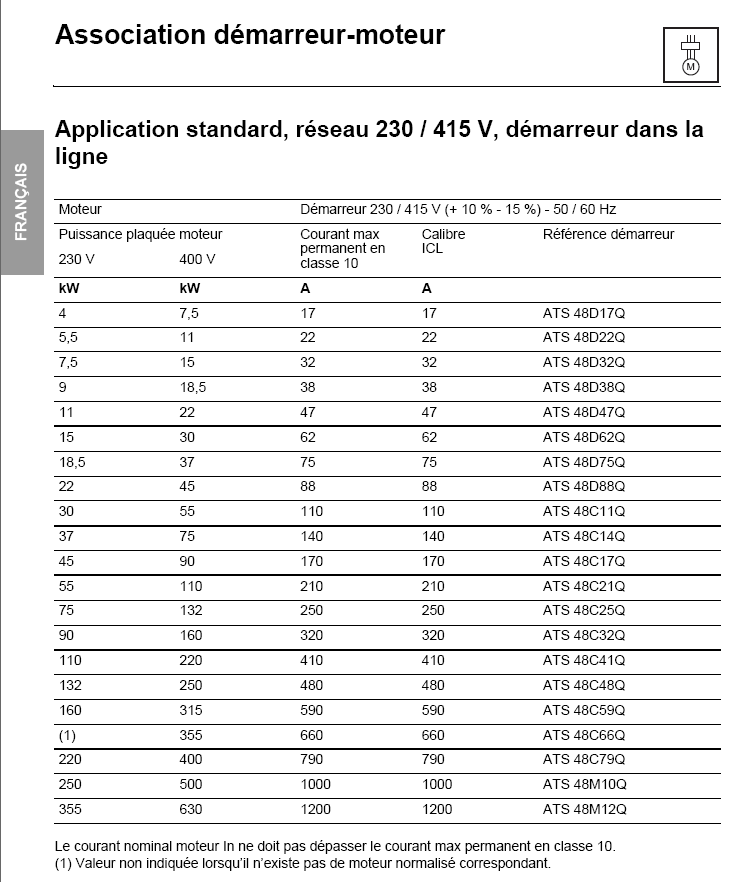 Association démarreur-moteur
M
Application standard, réseau 230 / 415 V, démarreur dans la
ligne
FRANÇAIS
Moteur Démarreur 230 / 415 V (+ 10 % - 15 %) - 50 / 60 Hz
Puissance plaquée moteur Courant max Calibre Référence démarreur
permanent en ICL
230 V 400 V classe 10
kW kW A A
4 7,5 17 17 ATS 48D17Q
5,5 11 22 22 ATS 48D22Q
7,5 15 32 32 ATS 48D32Q
9 18,5 38 38 ATS 48D38Q
11 22 47 47 ATS 48D47Q
15 30 62 62 ATS 48D62Q
18,5 37 75 75 ATS 48D75Q
22 45 88 88 ATS 48D88Q
30 55 110 110 ATS 48C11Q
37 75 140 140 ATS 48C14Q
45 90 170 170 ATS 48C17Q
55 110 210 210 ATS 48C21Q
75 132 250 250 ATS 48C25Q
90 160 320 320 ATS 48C32Q
110 220 410 410 ATS 48C41Q
132 250 480 480 ATS 48C48Q
160 315 590 590 ATS 48C59Q
(1) 355 660 660 ATS 48C66Q
220 400 790 790 ATS 48C79Q
250 500 1000 1000 ATS 48M10Q
355 630 1200 1200 ATS 48M12Q
Le courant nominal moteur In ne doit pas dépasser le courant max permanent en classe 10.
(1) Valeur non indiquée lorsqu'il n'existe pas de moteur normalisé correspondant.